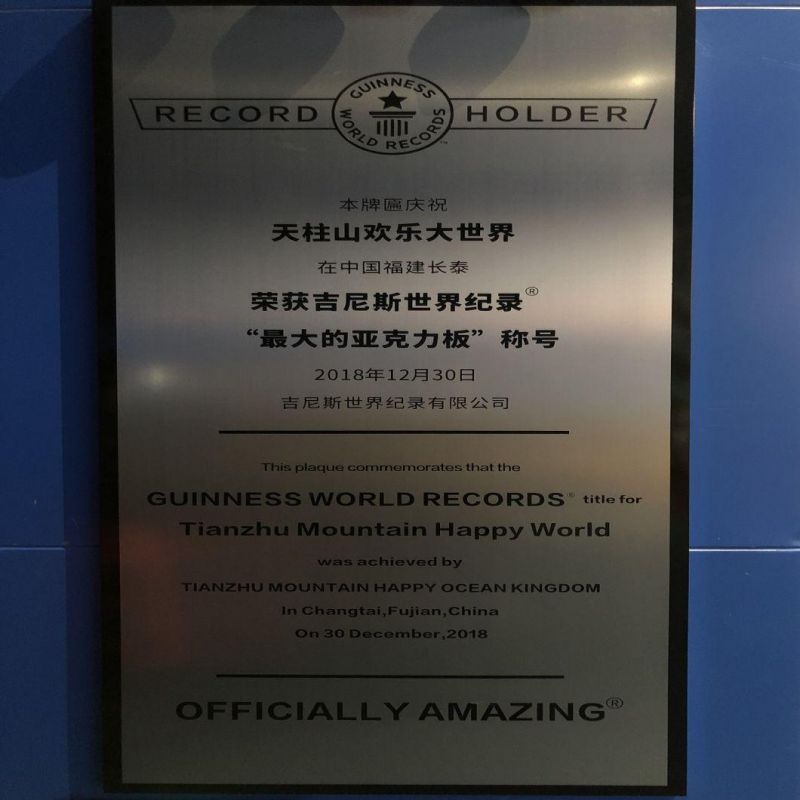 RECORD HOLDER
GUINNESS WORLD RECORDS™
本牌匾庆祝
天柱山欢乐大世界
在中国福建长泰
荣获吉尼斯世界纪录®
“最大的亚克力板”称号
2018年12月30日
吉尼斯世界纪录有限公司
This plaque commemorates that the
GUINNESS WORLD RECORDS® title for
Tianzhu Mountain Happy World
was achieved by
TIANZHU MOUNTAIN HAPPY OCEAN KINGDOM
In Changtai,Fujian,China
On 30 December,2018
OFFICIALLY AMAZING®